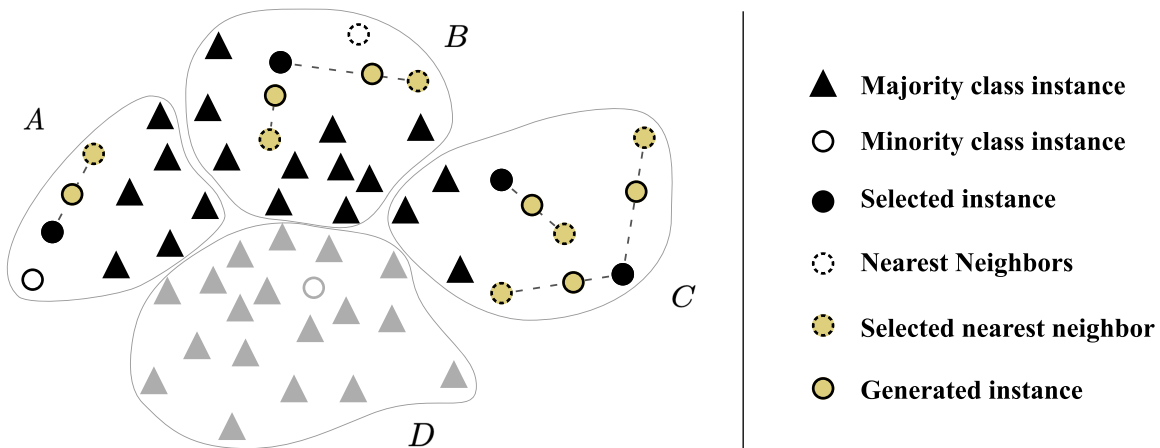 A
B
C
D
Majority class instance
Minority class instance
Selected instance
Nearest Neighbors
Selected nearest neighbor
Generated instance